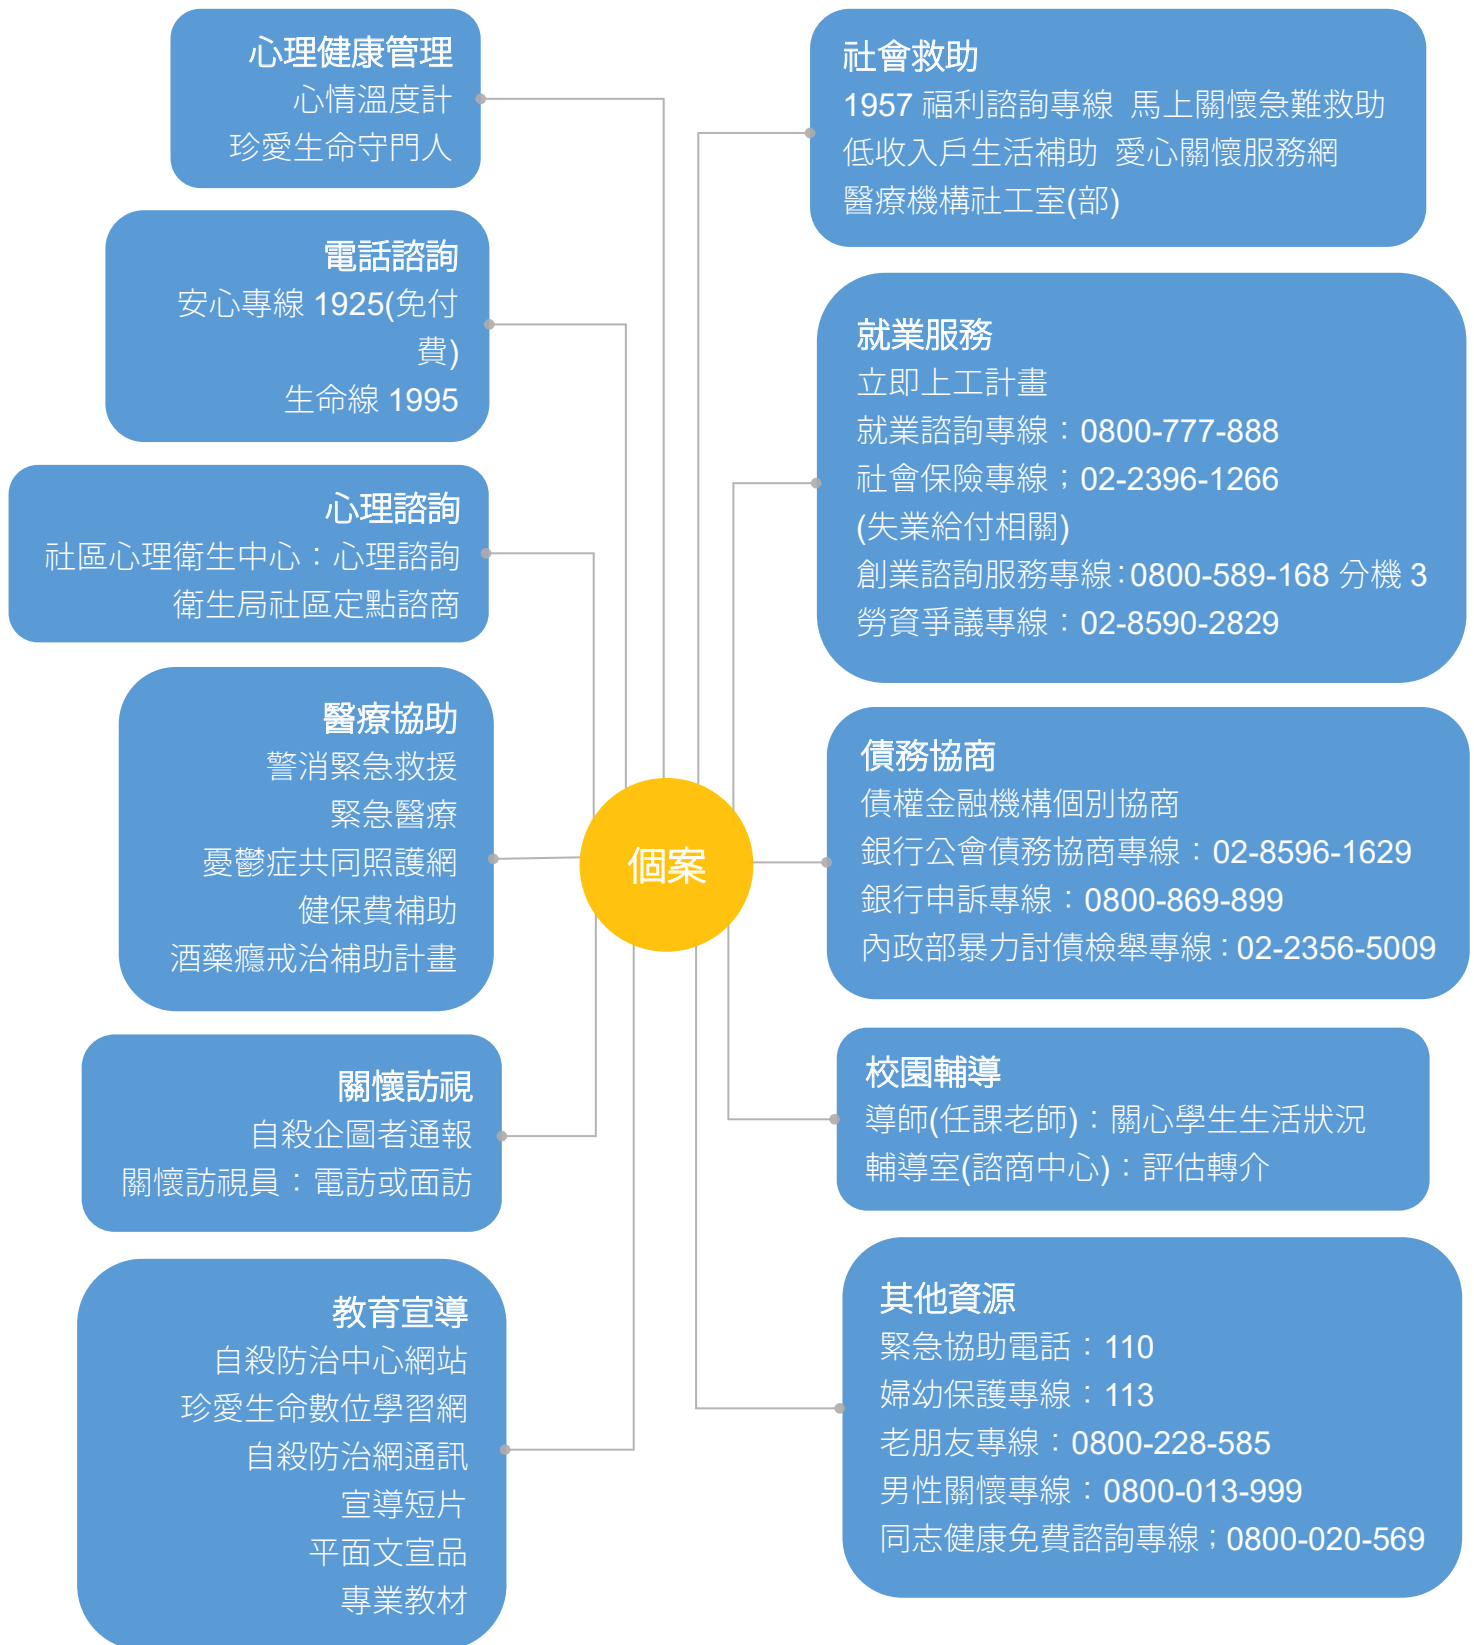 心理健康管理
心情溫度計
珍愛生命守門人
電話諮詢
安心專線 1925(免付
費)
生命線 1995
心理諮詢
社區心理衛生中心：心理諮詢
衛生局社區定點諮商
醫療協助
警消緊急救援
緊急醫療
憂鬱症共同照護網
健保費補助
酒藥癮戒治補助計畫
關懷訪視
自殺企圖者通報
關懷訪視員：電訪或面訪
教育宣導
自殺防治中心網站
珍愛生命數位學習網
自殺防治網通訊
宣導短片
平面文宣品
專業教材
個案
社會救助
1957 福利諮詢專線 馬上關懷急難救助
低收入戶生活補助 愛心關懷服務網
醫療機構社工室(部)
就業服務
立即上工計畫
就業諮詢專線：0800-777-888
社會保險專線；02-2396-1266
(失業給付相關)
創業諮詢服務專線：0800-589-168 分機 3
勞資爭議專線：02-8590-2829
債務協商
債權金融機構個別協商
銀行公會債務協商專線：02-8596-1629
銀行申訴專線：0800-869-899
內政部暴力討債檢舉專線：02-2356-5009
校園輔導
導師(任課老師)：關心學生生活狀況
輔導室(諮商中心)：評估轉介
其他資源
緊急協助電話：110
婦幼保護專線：113
老朋友專線：0800-228-585
男性關懷專線：0800-013-999
同志健康免費諮詢專線；0800-020-569